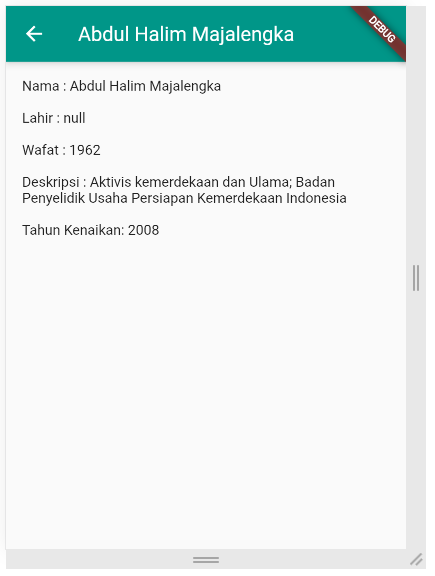 Abdul Halim Majalengka
DEBUG
Nama : Abdul Halim Majalengka
Lahir : null
Wafat : 1962
Deskripsi : Aktivis kemerdekaan dan Ulama; Badan
Penyelidik Usaha Persiapan Kemerdekaan Indonesia
Tahun Kenaikan: 2008